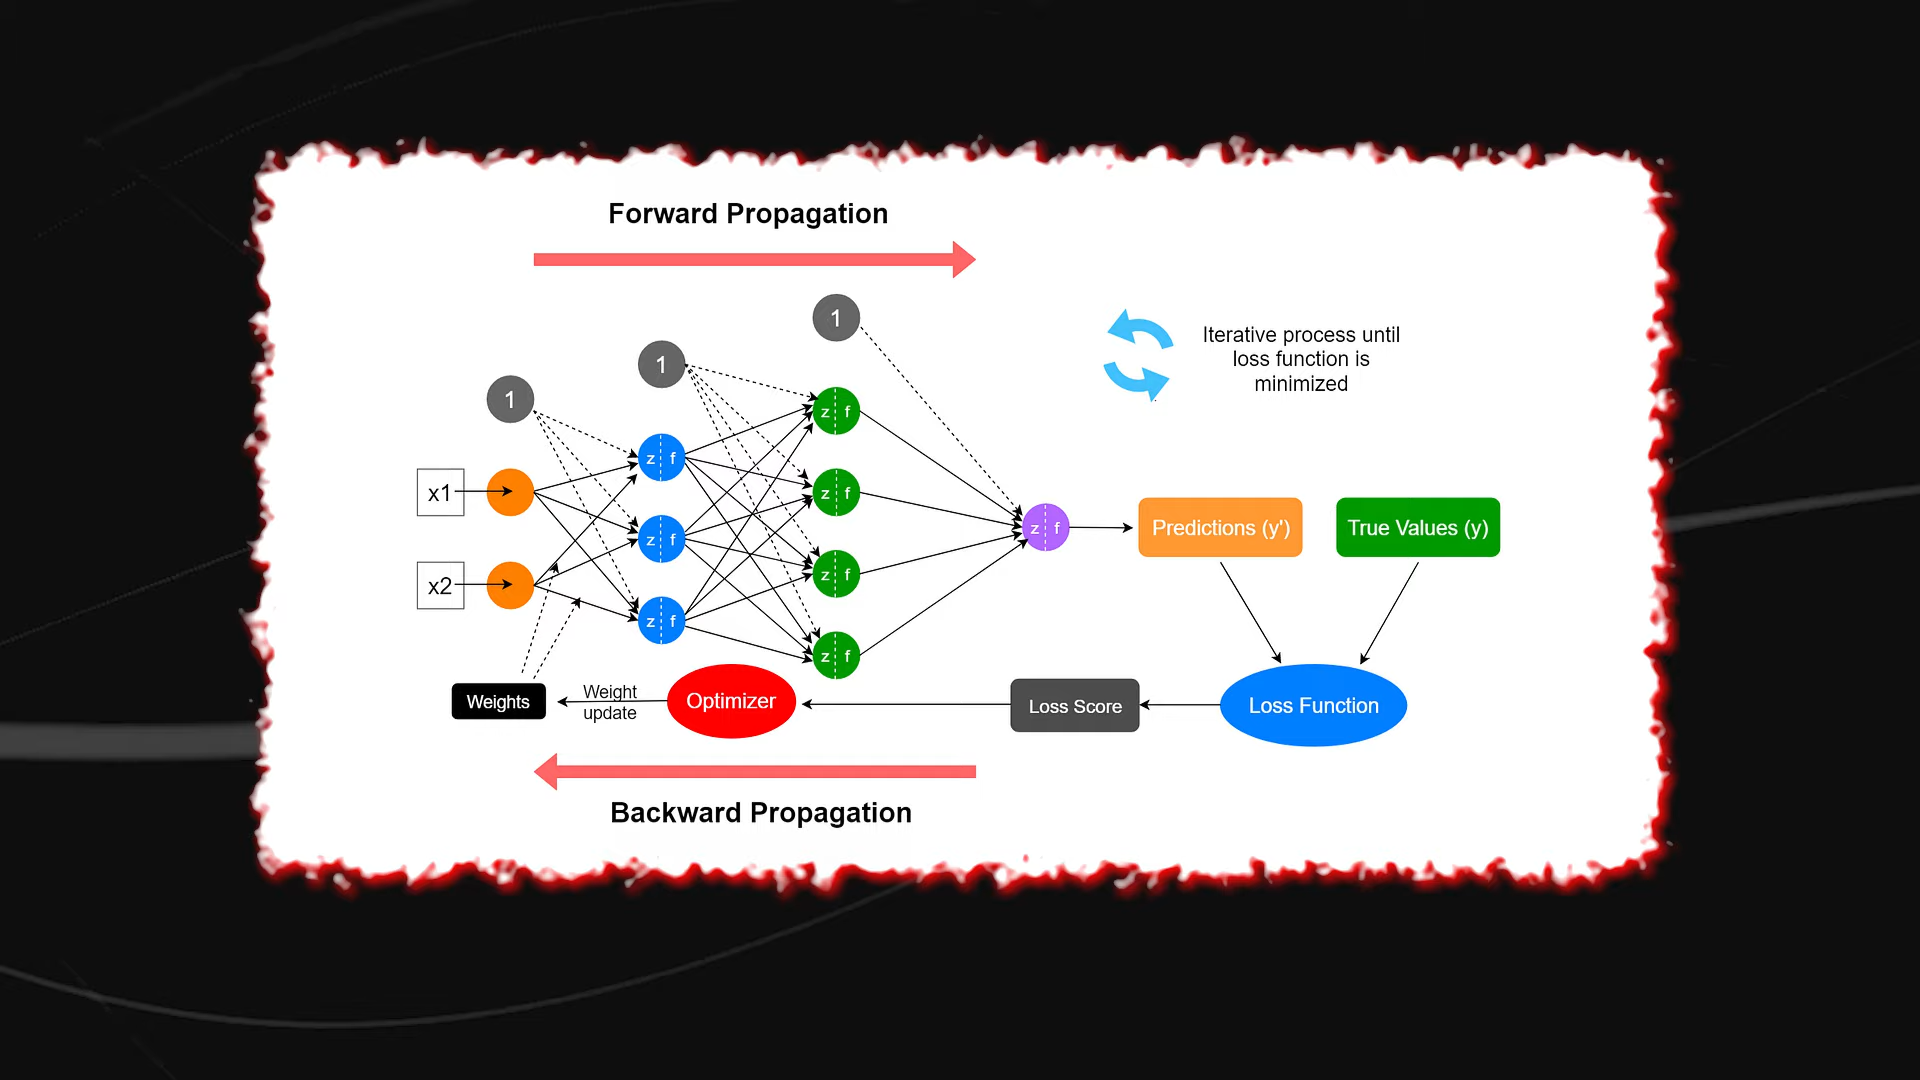 Forward Propagation
1
1
1
Iterative process until
loss function is
minimized
x1
x2
z f
z f
z f
z f
z f
z f
z f
z f
Predictions (y')
True Values (y)
Weights
Weight
update
Optimizer
Loss Score
Loss Function
Backward Propagation